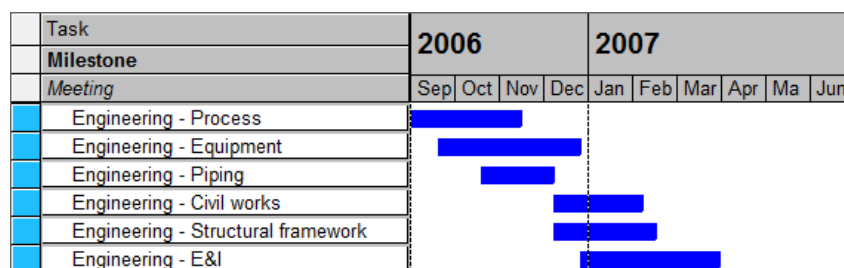 Task
2006 2007
Milestone
Meeting Sep Oct Nov Dec Jan Feb Mar Apr Ma Jun
Engineering - Process
Engineering - Equipment
Engineering - Piping
Engineering - Civil works
Engineering - Structural framework
Engineering - E&I